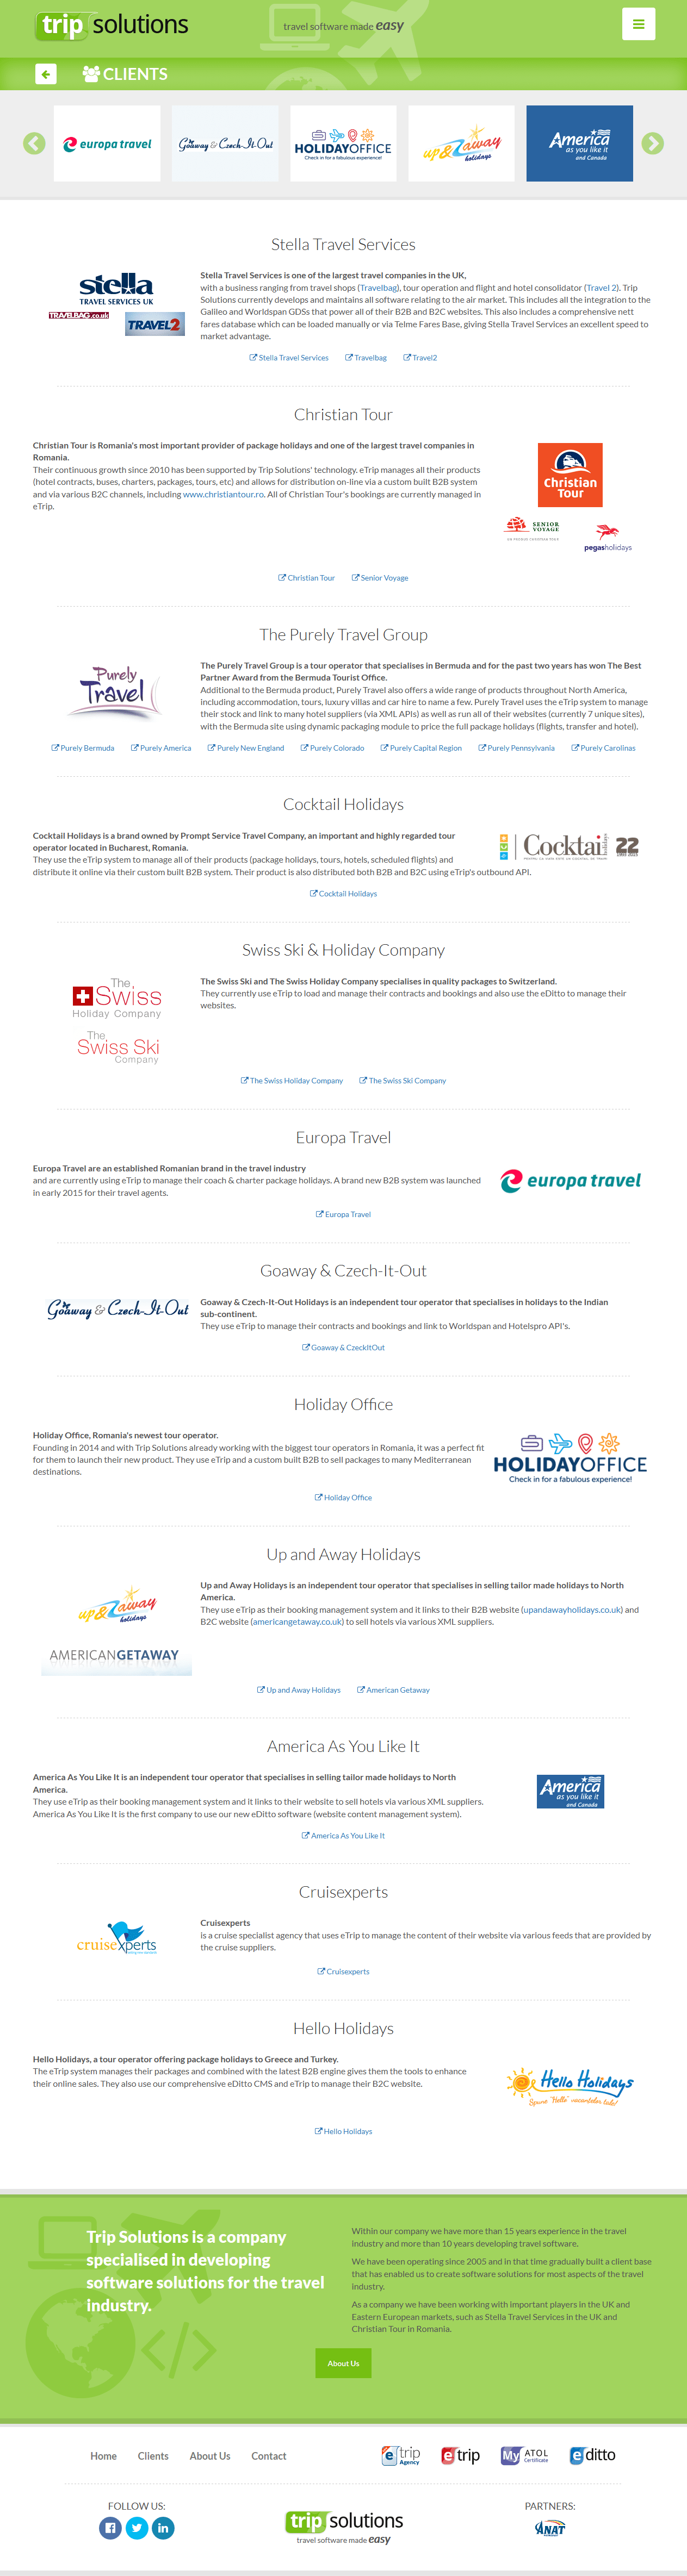 trip solutions
travel software made easy
CLIENTS
europa travel
Goaway & Czech-It-Out
HOLIDAYOFFICE
Check in for a fabulous experience!
up&away
holidays
America
as you like it
and Canada
Stella Travel Services
stella
TRAVEL SERVICES UK
TRAVELBAG.co.uk
TRAVEL2
Stella Travel Services is one of the largest travel companies in the UK,
with a business ranging from travel shops (Travelbag), tour operation and flight and hotel consolidator (Travel 2). Trip
Solutions currently develop and maintains all software relating to the air market. This includes all the integration to the
Galileo and Worldspan GDSs that power all of their B2B and B2C websites. This also includes a comprehensive nett
fares database which can be loaded manually or via Telme Fares Base, giving Stella Travel Services an excellent speed to
market advantage.
Stella Travel Services Travelbag Travel2
Christian Tour
Christian Tour is Romania's most important provider of package holidays and one of the largest travel companies in
Romania.
Their continuous growth since 2010 has been supported by Trip Solutions' technology. eTrip manages all their products
(hotel contracts, buses, charters, packages, tours, etc) and allows for distribution on-line via a custom built B2B system
and via various B2C channels, including www.christiantour.ro. All of Christian Tour's bookings are currently managed in
eTrip.
Christian
Tour
SENIOR
VOYAGE
pegasholidays
Christian Tour Senior Voyage
The Purely Travel Group
Purely
Travel
The Purely Travel Group is a tour operator that specialises in Bermuda and for the past two years has won The Best
Partner Award from the Bermuda Tourist Office.
Additional to the Bermuda product, Purely Travel also offers a wide range of products throughout North America,
including accommodation, tours, luxury villas and car hire to name a few. Purely Travel uses the eTrip system to manage
their stock and link to many hotel suppliers (via XML APIs) as well as run all of their websites (currently 7 unique sites),
with the Bermuda site using dynamic packaging module to price the full package holidays (flights, transfer and hotel).
Purely Bermuda Purely America Purely New England Purely Colorado Purely Capital Region Purely Pennsylvania Purely Carolinas
Cocktail Holidays
Cocktail Holidays is a brand owned by Prompt Service Travel Company, an important and highly regarded tour
operator located in Bucharest, Romania.
They use the eTrip system to manage all of their products (package holidays, tours, hotels, scheduled flights) and
distribute it online via their custom built B2B system. Their product is also distributed both B2B and B2C using eTrip's outbound API.
Cocktail
holidays
22
Cocktail Holidays
Swiss Ski & Holiday Company
The
Swiss
Holiday Company
The
Swiss Ski
Company
The Swiss Ski and The Swiss Holiday Company specialises in quality packages to Switzerland.
They currently use eTrip to load and manage their contracts and bookings and also use the eDitto to manage their
websites.
The Swiss Holiday Company The Swiss Ski Company
Europa Travel
Europa Travel are an established Romanian brand in the travel industry
and are currently using eTrip to manage their coach & charter package holidays. A brand new B2B system was launched
in early 2015 for their travel agents.
europa travel
Europa Travel
Goaway & Czech-It-Out
Goaway & Czech-It-Out
Goaway & Czech-It-Out Holidays is an independent tour operator that specialises in holidays to the Indian
sub-continent.
They use eTrip to manage their contracts and bookings and link to Worldspan and Hotelspro API's.
Goaway & CzeckItOut
Holiday Office
Holiday Office, Romania's newest tour operator.
Founding in 2014 and with Trip Solutions already working with the biggest tour operators in Romania, it was a perfect fit
for them to launch their new product. They use eTrip and a custom built B2B to sell packages to many Mediterranean
destinations.
HOLIDAYOFFICE
Check in for a fabulous experience!
Holiday Office
Up and Away Holidays
up&away
holidays
AMERICANGETAWAY
Up and Away Holidays is an independent tour operator that specialises in selling tailor made holidays to North
America.
They use eTrip as their booking management system and it links to their B2B website (upandawayholidays.co.uk) and
B2C website (americangetaway.co.uk) to sell hotels via various XML suppliers.
Up and Away Holidays American Getaway
America As You Like It
America As You Like It is an independent tour operator that specialises in selling tailor made holidays to North
America.
They use eTrip as their booking management system and it links to their website to sell hotels via various XML suppliers.
America As You Like It is the first company to use our new eDitto software (website content management system).
America
as you like it
and Canada
America As You Like It
Cruisexperts
cruisexperts
Cruisexperts
is a cruise specialist agency that uses eTrip to manage the content of their website via various feeds that are provided by
the cruise suppliers.
Cruisexperts
Hello Holidays
Hello Holidays, a tour operator offering package holidays to Greece and Turkey.
The eTrip system manages their packages and combined with the latest B2B engine gives them the tools to enhance
their online sales. They also use our comprehensive eDitto CMS and eTrip to manage their B2C website.
Hello Holidays
Spune "Hello" vacantelor tale!
Hello Holidays
Trip Solutions is a company
specialised in developing
software solutions for the travel
industry.
Within our company we have more than 15 years experience in the travel
industry and more than 10 years developing travel software.
We have been operating since 2005 and in that time gradually built a client base
that has enabled us to create software solutions for most aspects of the travel
industry.
As a company we have been working with important players in the UK and
Eastern European markets, such as Stella Travel Services in the UK and
Christian Tour in Romania.
About Us
Home Clients About Us Contact
etrip Agency
etrip
My ATOL Certificate
editto
FOLLOW US:
trip solutions
travel software made easy
PARTNERS:
ANAT